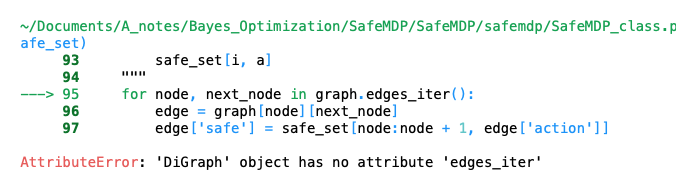 ~/Documents/A_notes/Bayes_Optimization/SafeMDP/SafeMDP/safemdp/SafeMDP_class.p
afe_set)
93         safe_set[i, a]
94     """
---> 95     for node, next_node in graph.edges_iter():
96         edge = graph[node][next_node]
97         edge['safe'] = safe_set[node:node + 1, edge['action']]
AttributeError: 'DiGraph' object has no attribute 'edges_iter'